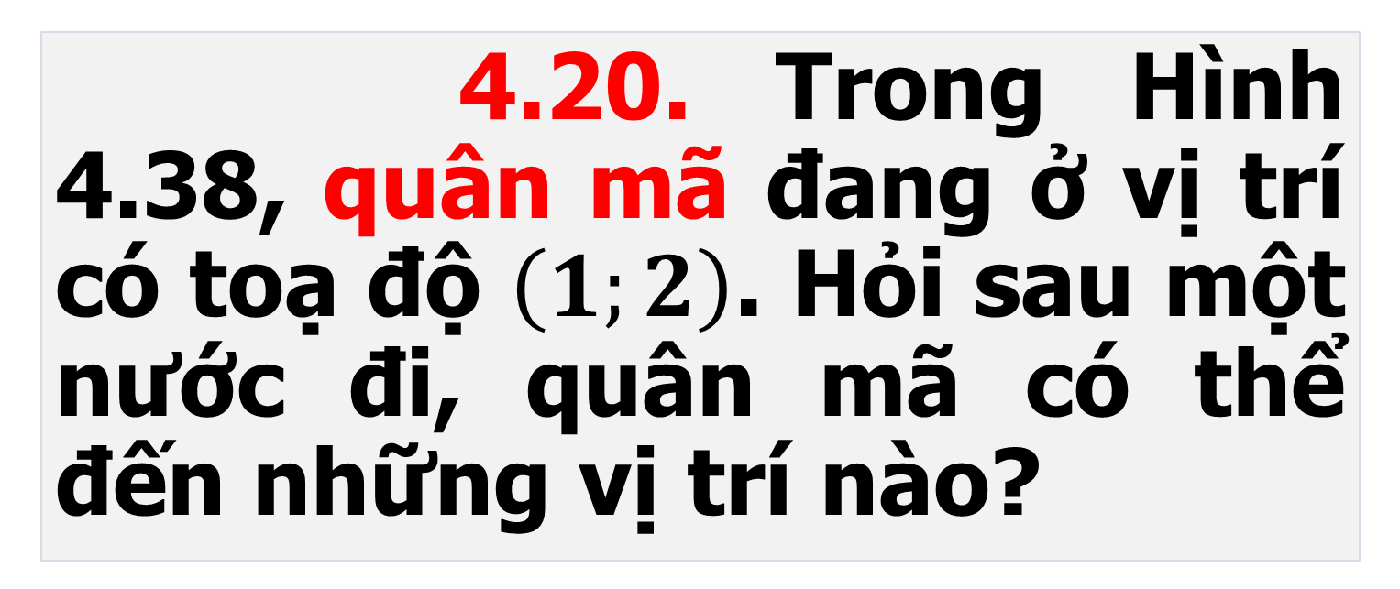 4.20. Trong Hình
4.38, quân mã đang ở vị trí
có toạ độ (1; 2). Hỏi sau một
nước đi, quân mã có thể
đến những vị trí nào?